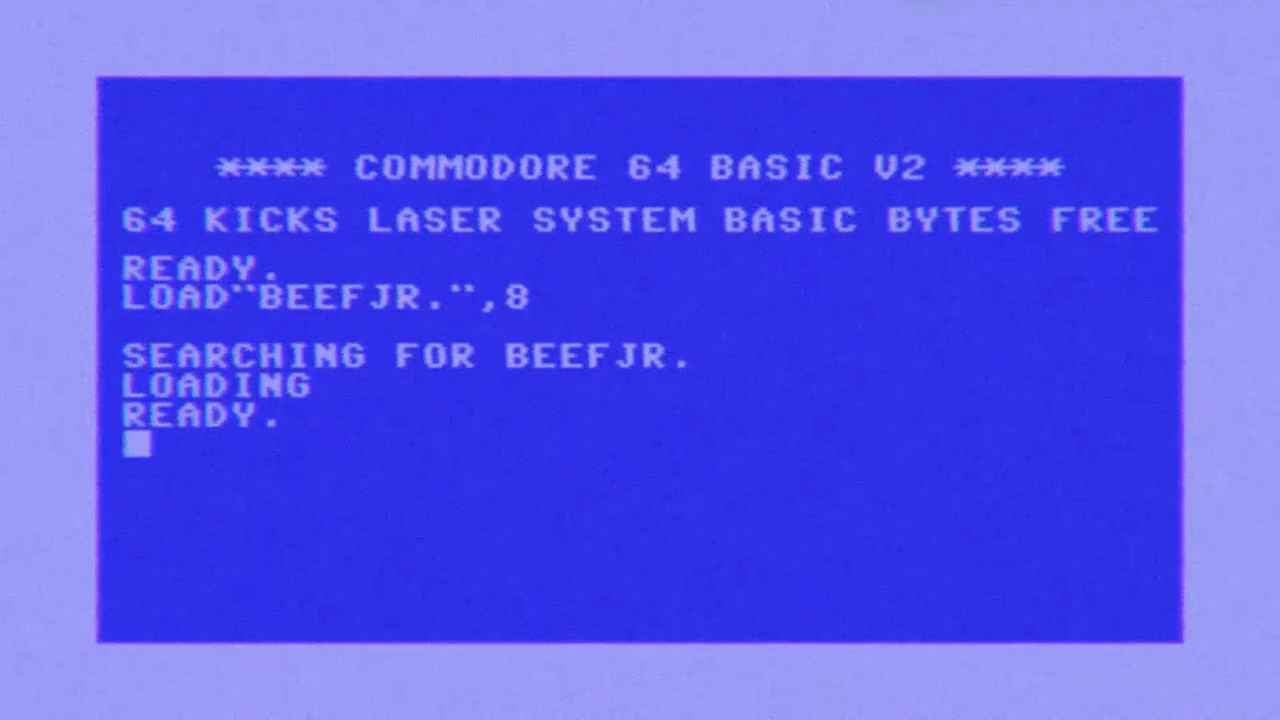 **** COMMODORE 64 BASIC V2 ****
64 KICKS LASER SYSTEM BASIC BYTES FREE
READY.
LOAD"BEEFJR.",8
SEARCHING FOR BEEFJR.
LOADING
READY.